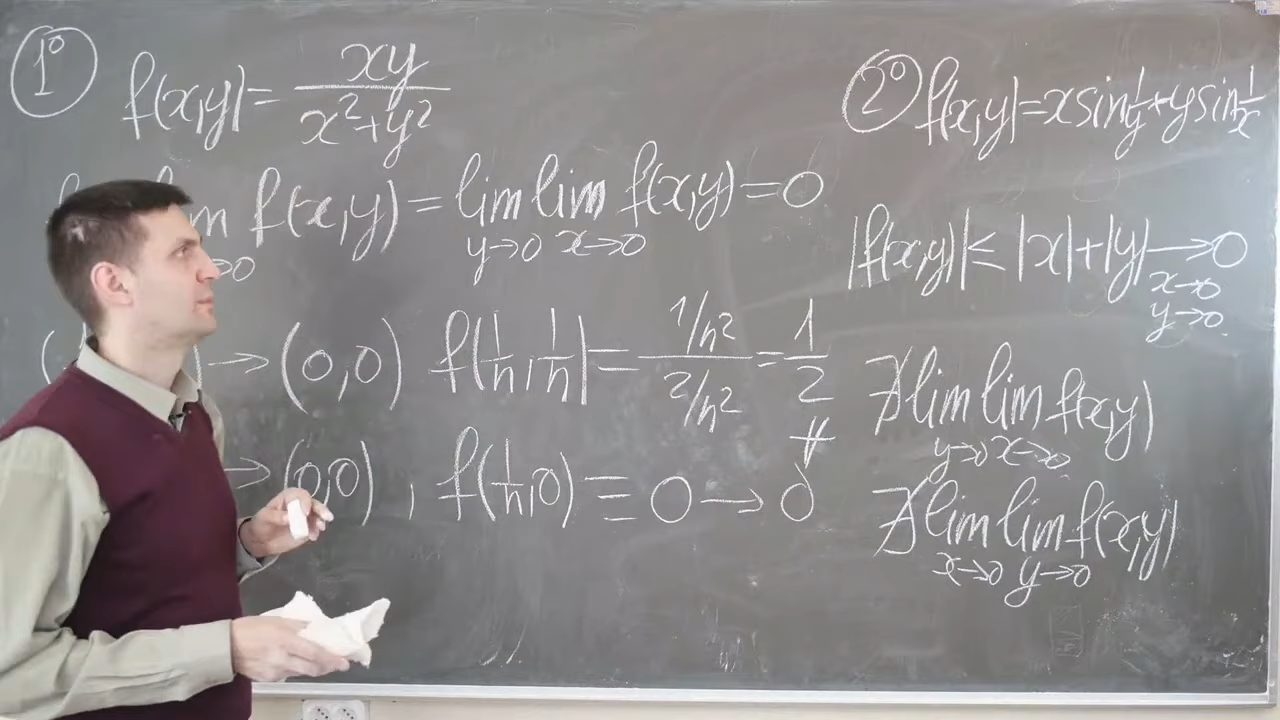 1° f(x,y)= xy / x²+y²
m f(x,y) = lim lim f(x,y) = 0
→0 y→0 x→0
→ (0,0) f(1/n, 1/n) = 1/n² / 2/n² = 1/2
≠
→ (0,0), f(1/n,0) ≡ 0 → 0
2° f(x,y)=x sin 1/y + y sin 1/x
|f(x,y)| ≤ |x|+|y| → 0
x→0
y→0.
∄ lim lim f(x,y)
y→0 x→0
∄ lim lim f(x,y)
x→0 y→0